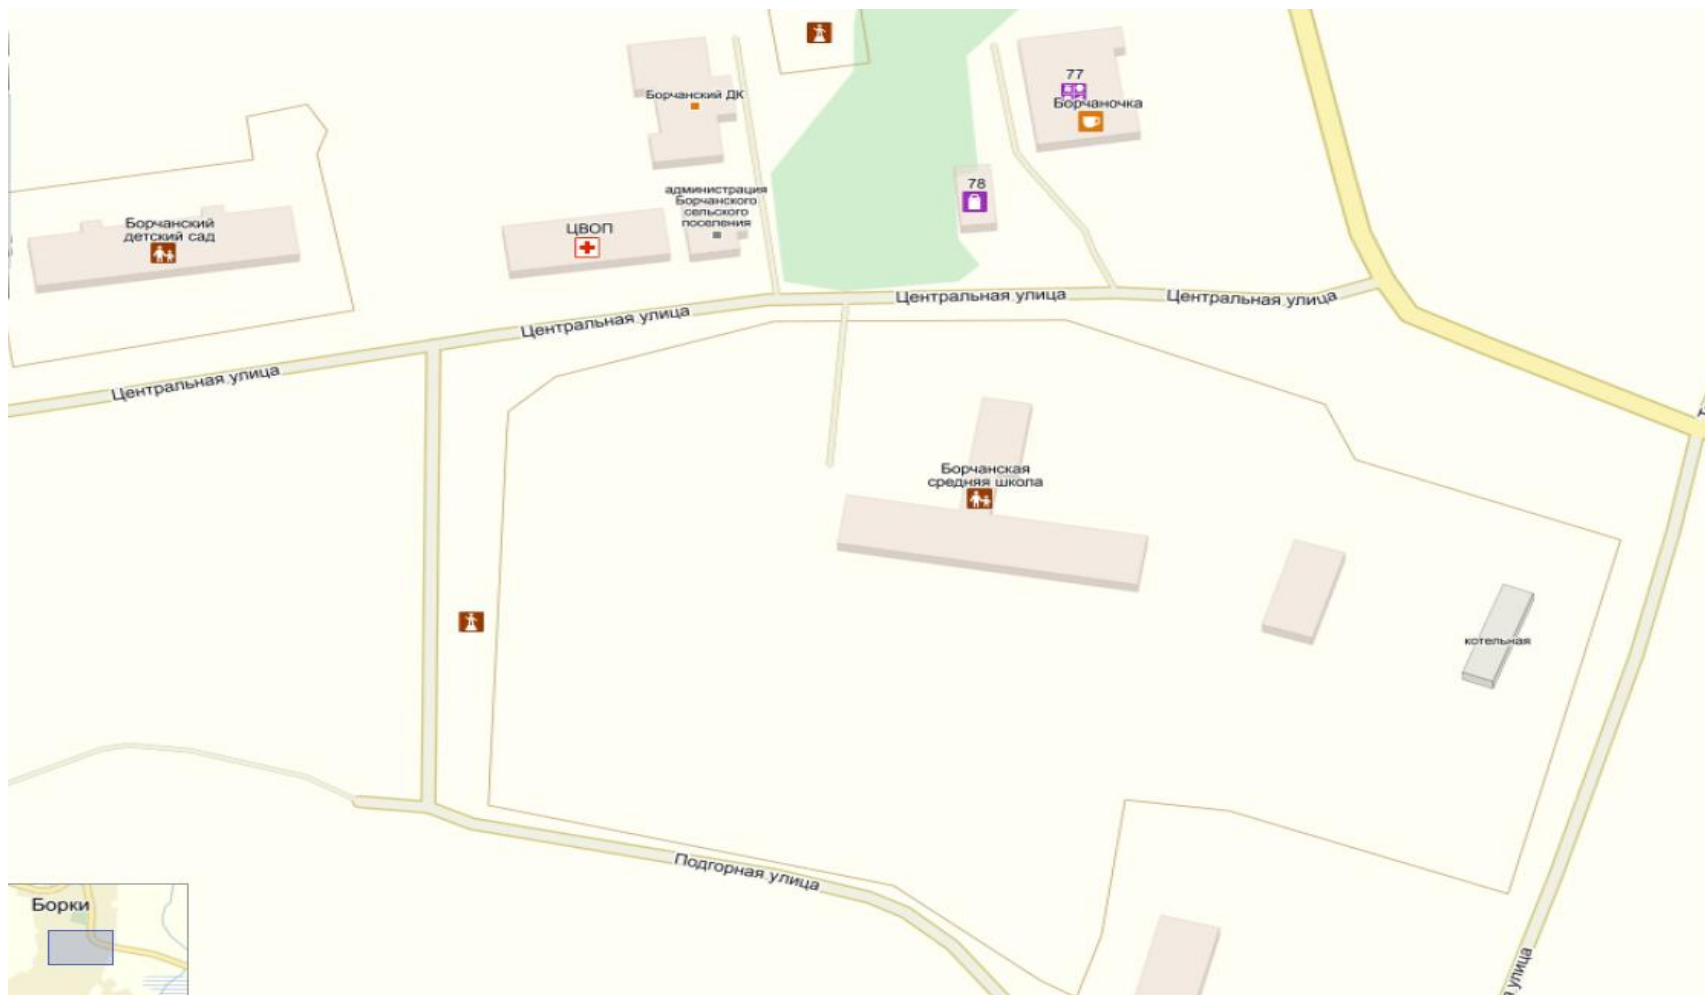 77
Борчаночка
Борчанский ДК
78
администрация
Борчанского
сельского
поселения
ЦВОП
Борчанский
детский сад
Центральная улица
Центральная улица
Центральная улица
Центральная улица
Борчанская
средняя школа
котельная
Подгорная улица
Борки
улица